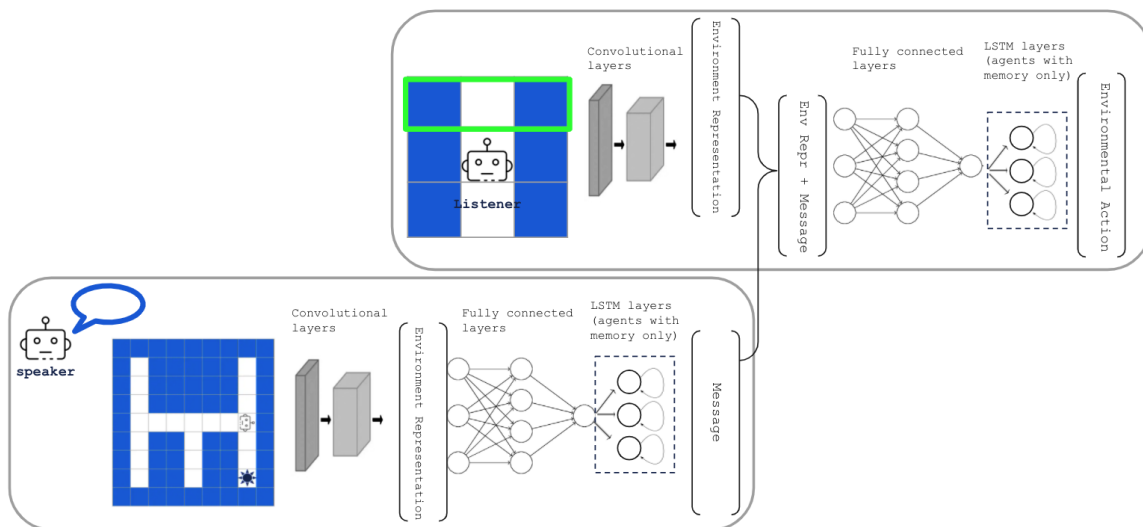 Convolutional
layers
Environment Representation
Env Repr + Message
Fully connected
layers
LSTM layers
(agents with
memory only)
Environmental Action
Listener
speaker
Convolutional
layers
Environment Representation
Fully connected
layers
LSTM layers
(agents with
memory only)
Message